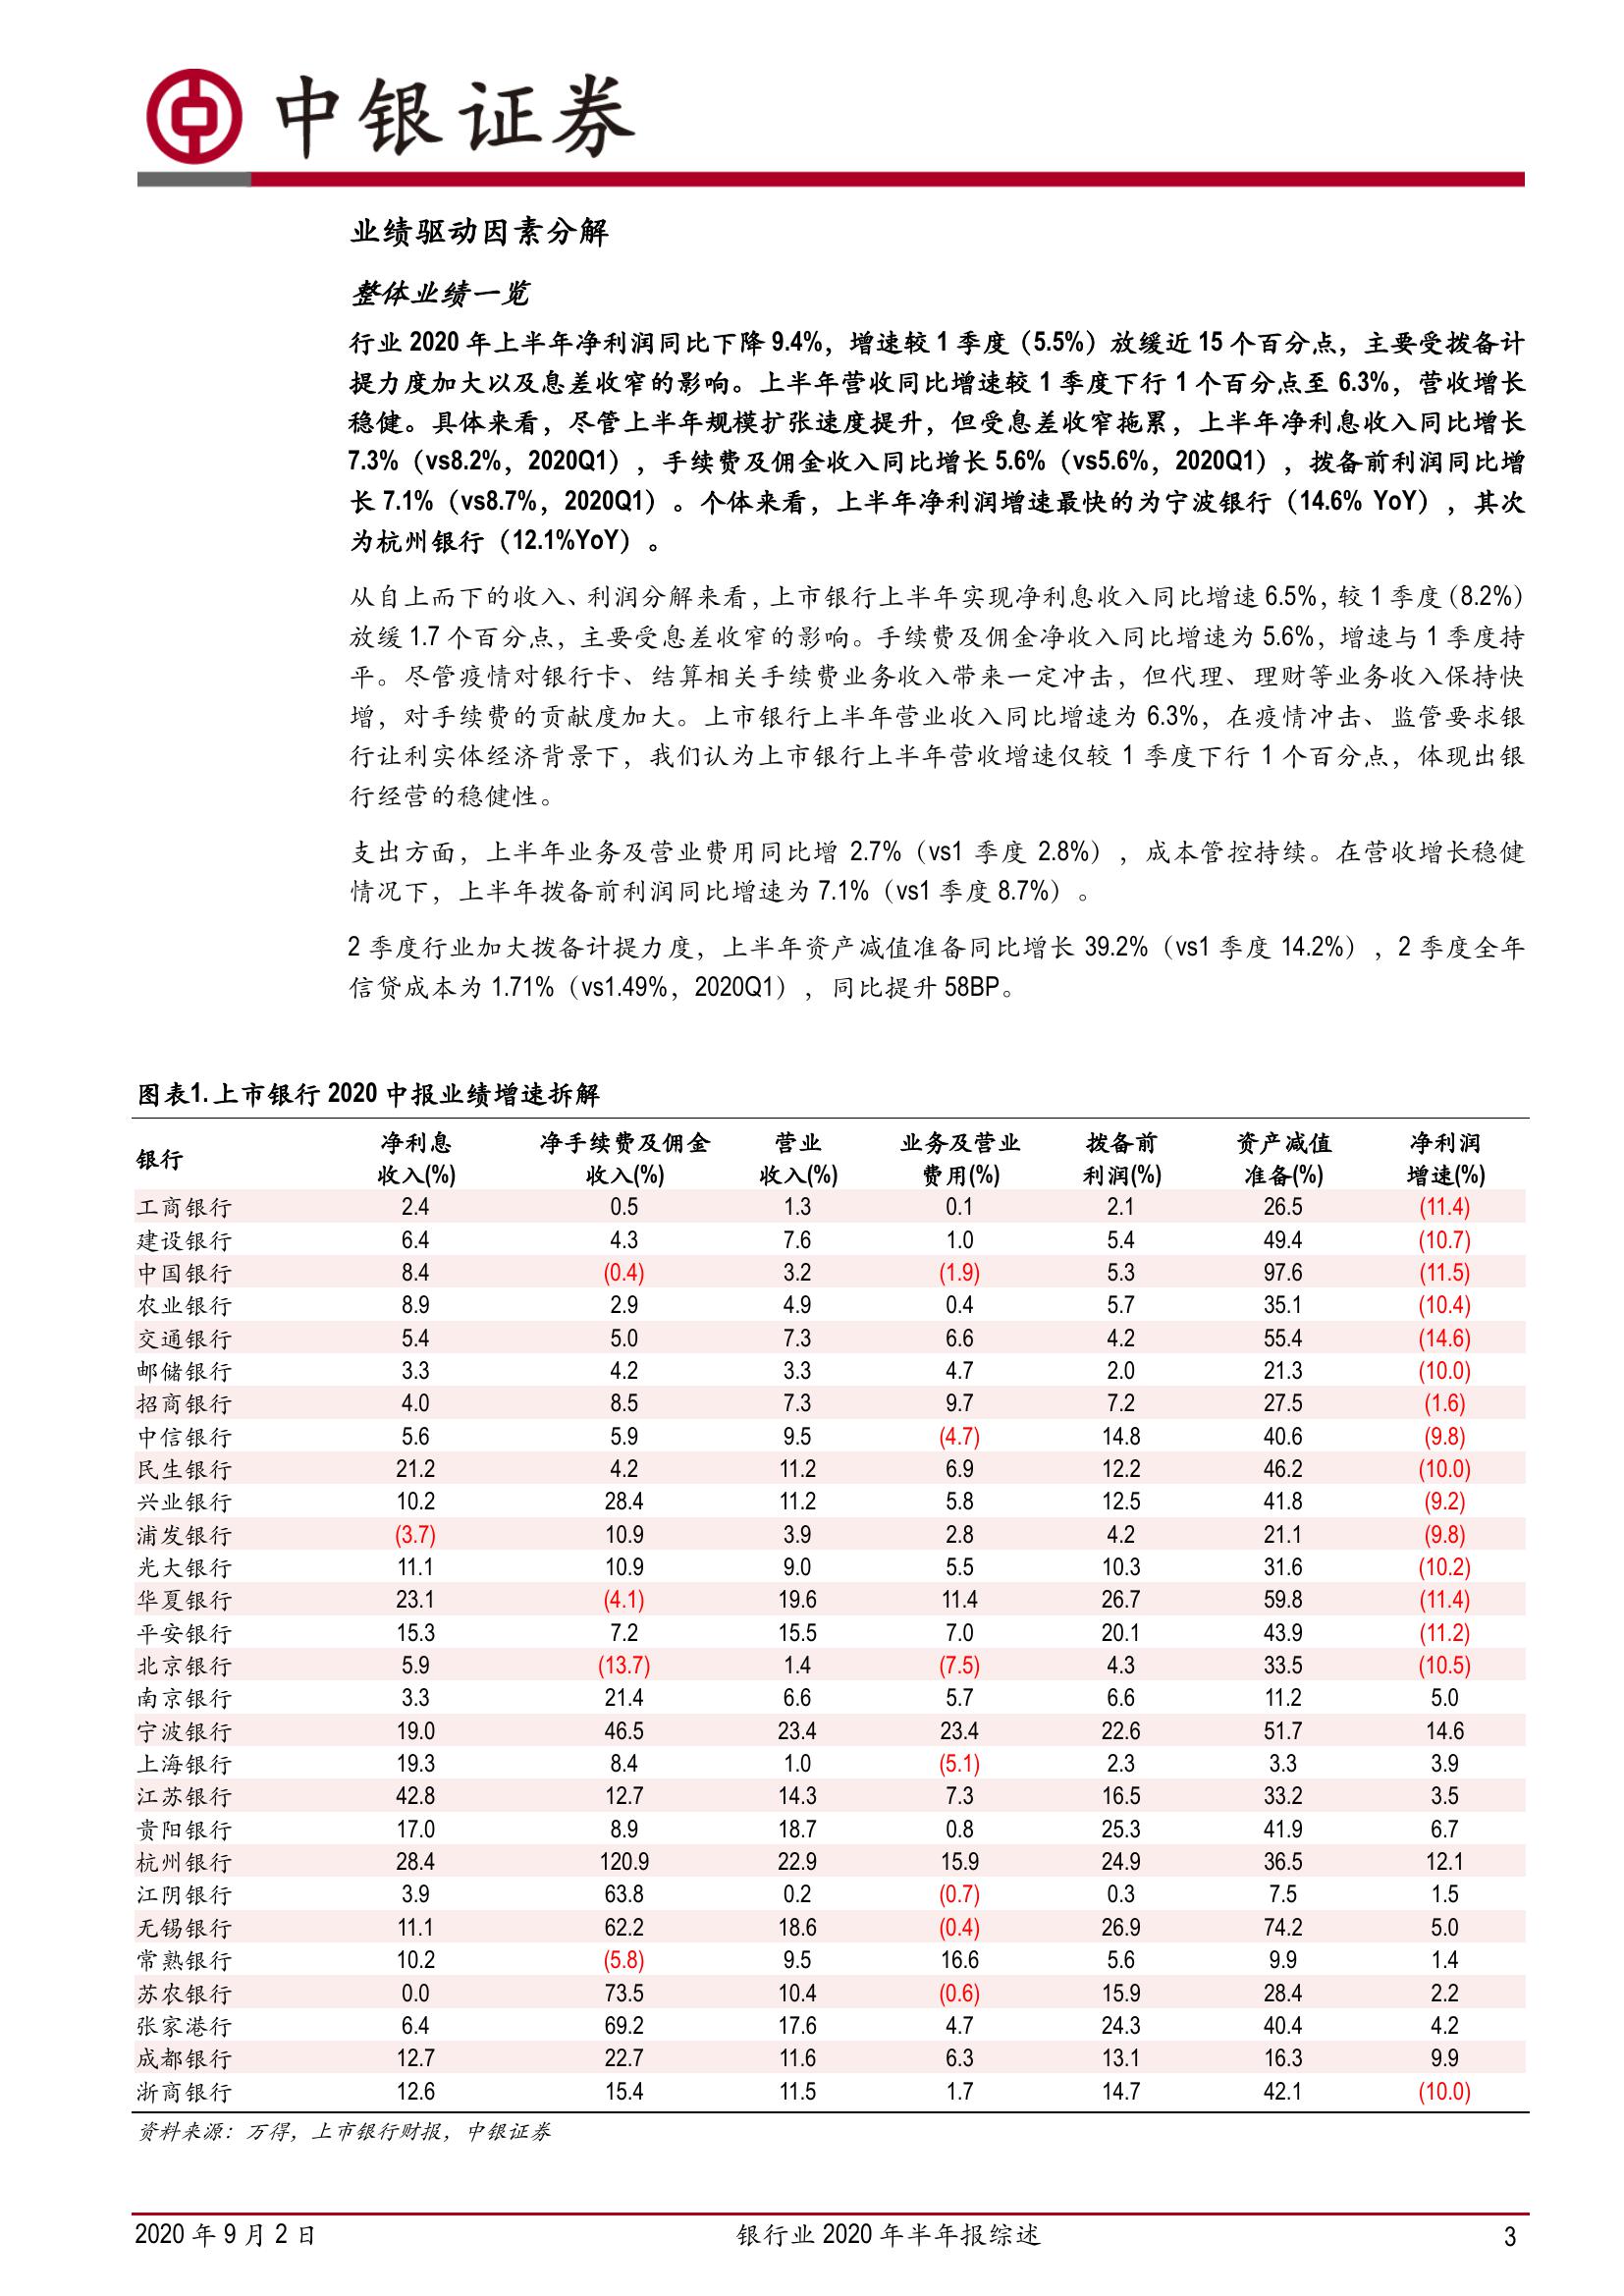 中银证券
业绩驱动因素分解
整体业绩一览
行业 2020 年上半年净利润同比下降 9.4%，增速较 1 季度（5.5%）放缓近 15 个百分点，主要受拨备计
提力度加大以及息差收窄的影响。上半年营收同比增速较 1 季度下行 1 个百分点至 6.3%，营收增长
稳健。具体来看，尽管上半年规模扩张速度提升，但受息差收窄拖累，上半年净利息收入同比增长
7.3%（vs8.2%，2020Q1），手续费及佣金收入同比增长 5.6%（vs5.6%，2020Q1），拨备前利润同比增
长 7.1%（vs8.7%，2020Q1）。个体来看，上半年净利润增速最快的为宁波银行（14.6% YoY），其次
为杭州银行（12.1%YoY）。
从自上而下的收入、利润分解来看，上市银行上半年实现净利息收入同比增速 6.5%，较 1 季度（8.2%）
放缓 1.7 个百分点，主要受息差收窄的影响。手续费及佣金净收入同比增速为 5.6%，增速与 1 季度持
平。尽管疫情对银行卡、结算相关手续费业务收入带来一定冲击，但代理、理财等业务收入保持快
增，对手续费的贡献度加大。上市银行上半年营业收入同比增速为 6.3%，在疫情冲击、监管要求银
行让利实体经济背景下，我们认为上市银行上半年营收增速仅较 1 季度下行 1 个百分点，体现出银
行经营的稳健性。
支出方面，上半年业务及营业费用同比增 2.7%（vs1 季度 2.8%），成本管控持续。在营收增长稳健
情况下，上半年拨备前利润同比增速为 7.1%（vs1 季度 8.7%）。
2 季度行业加大拨备计提力度，上半年资产减值准备同比增长 39.2%（vs1 季度 14.2%），2 季度全年
信贷成本为 1.71%（vs1.49%，2020Q1），同比提升 58BP。
图表1. 上市银行 2020 中报业绩增速拆解
银行 净利息收入(%) 净手续费及佣金收入(%) 营业收入(%) 业务及营业费用(%) 拨备前利润(%) 资产减值准备(%) 净利润增速(%)
工商银行 2.4 0.5 1.3 0.1 2.1 26.5 (11.4)
建设银行 6.4 4.3 7.6 1.0 5.4 49.4 (10.7)
中国银行 8.4 (0.4) 3.2 (1.9) 5.3 97.6 (11.5)
农业银行 8.9 2.9 4.9 0.4 5.7 35.1 (10.4)
交通银行 5.4 5.0 7.3 6.6 4.2 55.4 (14.6)
邮储银行 3.3 4.2 3.3 4.7 2.0 21.3 (10.0)
招商银行 4.0 8.5 7.3 9.7 7.2 27.5 (1.6)
中信银行 5.6 5.9 9.5 (4.7) 14.8 40.6 (9.8)
民生银行 21.2 4.2 11.2 6.9 12.2 46.2 (10.0)
兴业银行 10.2 28.4 11.2 5.8 12.5 41.8 (9.2)
浦发银行 (3.7) 10.9 3.9 2.8 4.2 21.1 (9.8)
光大银行 11.1 10.9 9.0 5.5 10.3 31.6 (10.2)
华夏银行 23.1 (4.1) 19.6 11.4 26.7 59.8 (11.4)
平安银行 15.3 7.2 15.5 7.0 20.1 43.9 (11.2)
北京银行 5.9 (13.7) 1.4 (7.5) 4.3 33.5 (10.5)
南京银行 3.3 21.4 6.6 5.7 6.6 11.2 5.0
宁波银行 19.0 46.5 23.4 23.4 22.6 51.7 14.6
上海银行 19.3 8.4 1.0 (5.1) 2.3 3.3 3.9
江苏银行 42.8 12.7 14.3 7.3 16.5 33.2 3.5
贵阳银行 17.0 8.9 18.7 0.8 25.3 41.9 6.7
杭州银行 28.4 120.9 22.9 15.9 24.9 36.5 12.1
江阴银行 3.9 63.8 0.2 (0.7) 0.3 7.5 1.5
无锡银行 11.1 62.2 18.6 (0.4) 26.9 74.2 5.0
常熟银行 10.2 (5.8) 9.5 16.6 5.6 9.9 1.4
苏农银行 0.0 73.5 10.4 (0.6) 15.9 28.4 2.2
张家港行 6.4 69.2 17.6 4.7 24.3 40.4 4.2
成都银行 12.7 22.7 11.6 6.3 13.1 16.3 9.9
浙商银行 12.6 15.4 11.5 1.7 14.7 42.1 (10.0)
资料来源：万得，上市银行财报，中银证券
2020 年 9 月 2 日 银行业 2020 年半年报综述 3